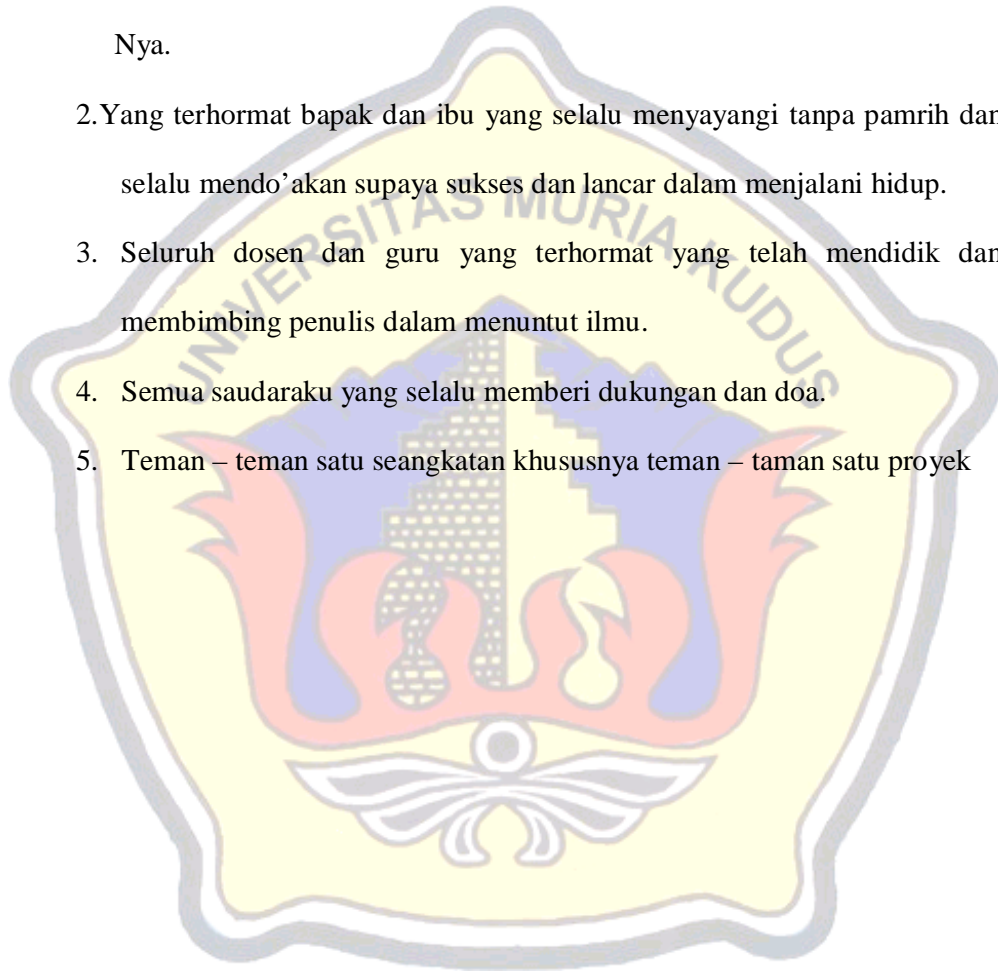 Nya.
2.Yang terhormat bapak dan ibu yang selalu menyayangi tanpa pamrih dan
selalu mendo’akan supaya sukses dan lancar dalam menjalani hidup.
UNIVERSITAS MURIA KUDUS
3. Seluruh dosen dan guru yang terhormat yang telah mendidik dan
membimbing penulis dalam menuntut ilmu.
4. Semua saudaraku yang selalu memberi dukungan dan doa.
5. Teman – teman satu seangkatan khususnya teman – taman satu proyek